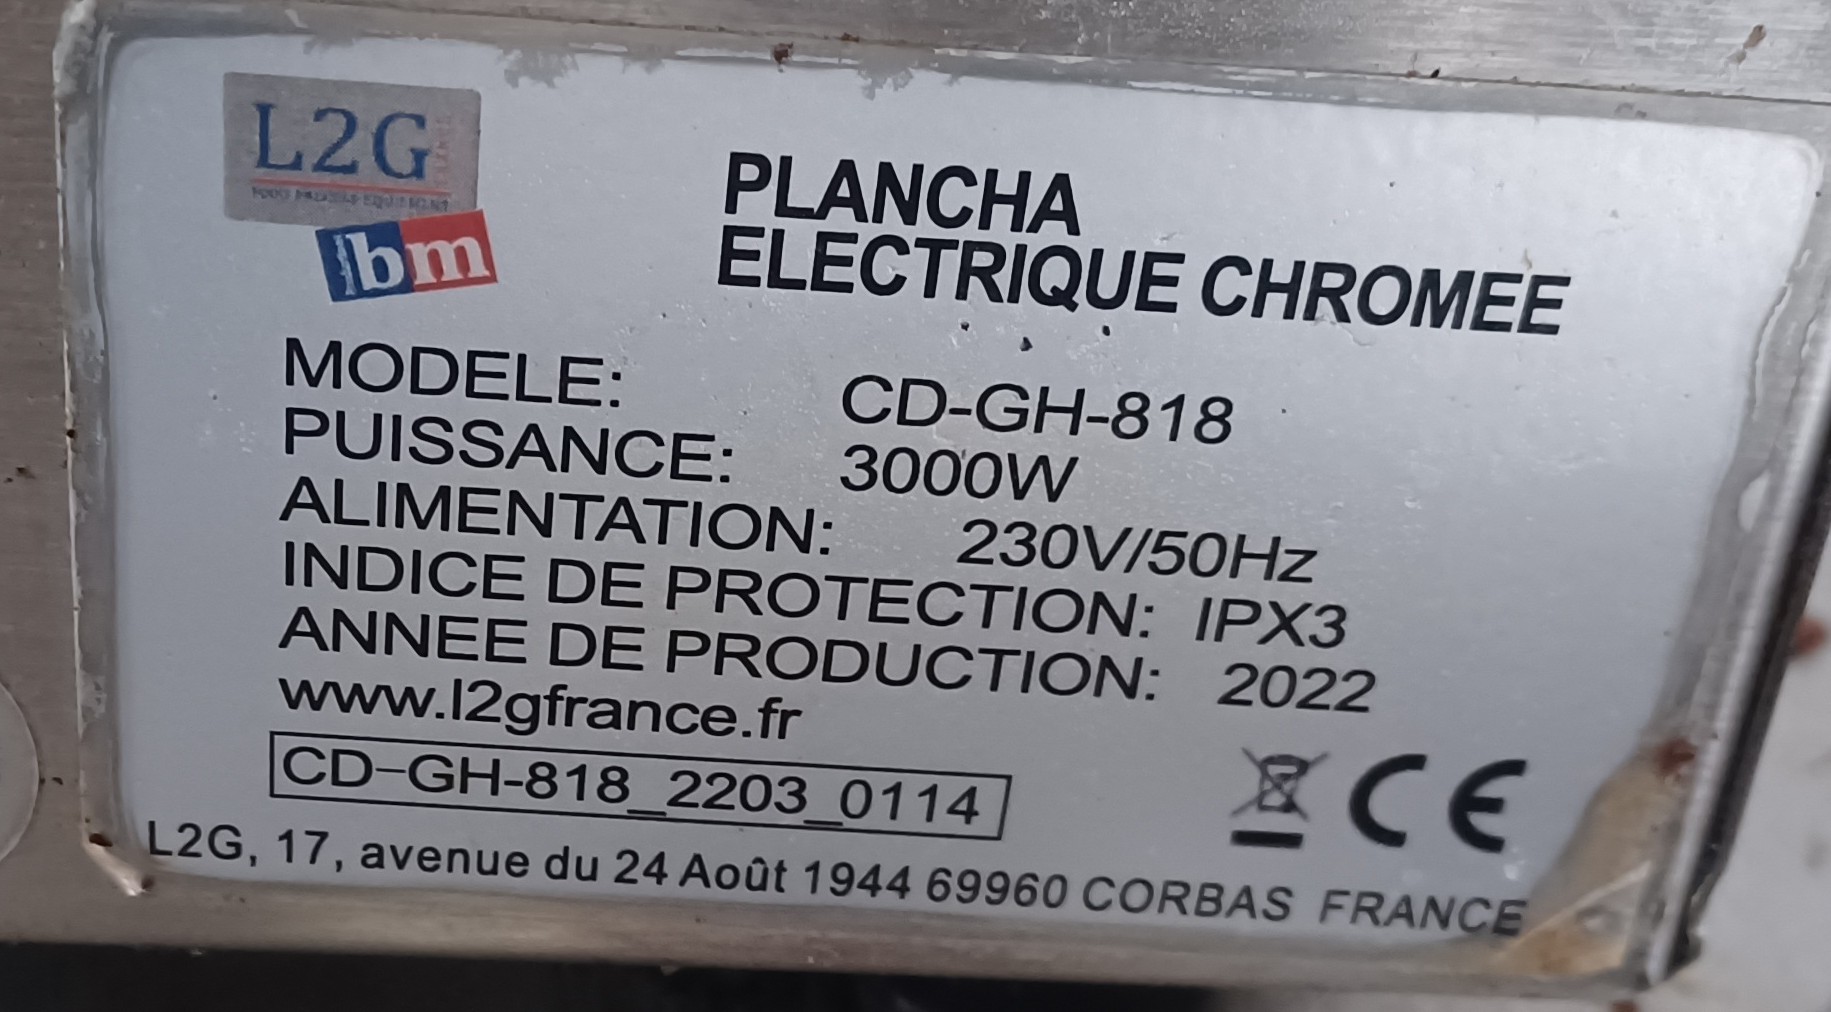 L2G
bm
PLANCHA
ELECTRIQUE CHROMEE
MODELE: CD-GH-818
PUISSANCE: 3000W
ALIMENTATION: 230V/50Hz
INDICE DE PROTECTION: IPX3
ANNEE DE PRODUCTION: 2022
www.l2gfrance.fr
CD-GH-818_2203_0114
CE
L2G, 17, avenue du 24 Août 1944 69960 CORBAS FRANCE